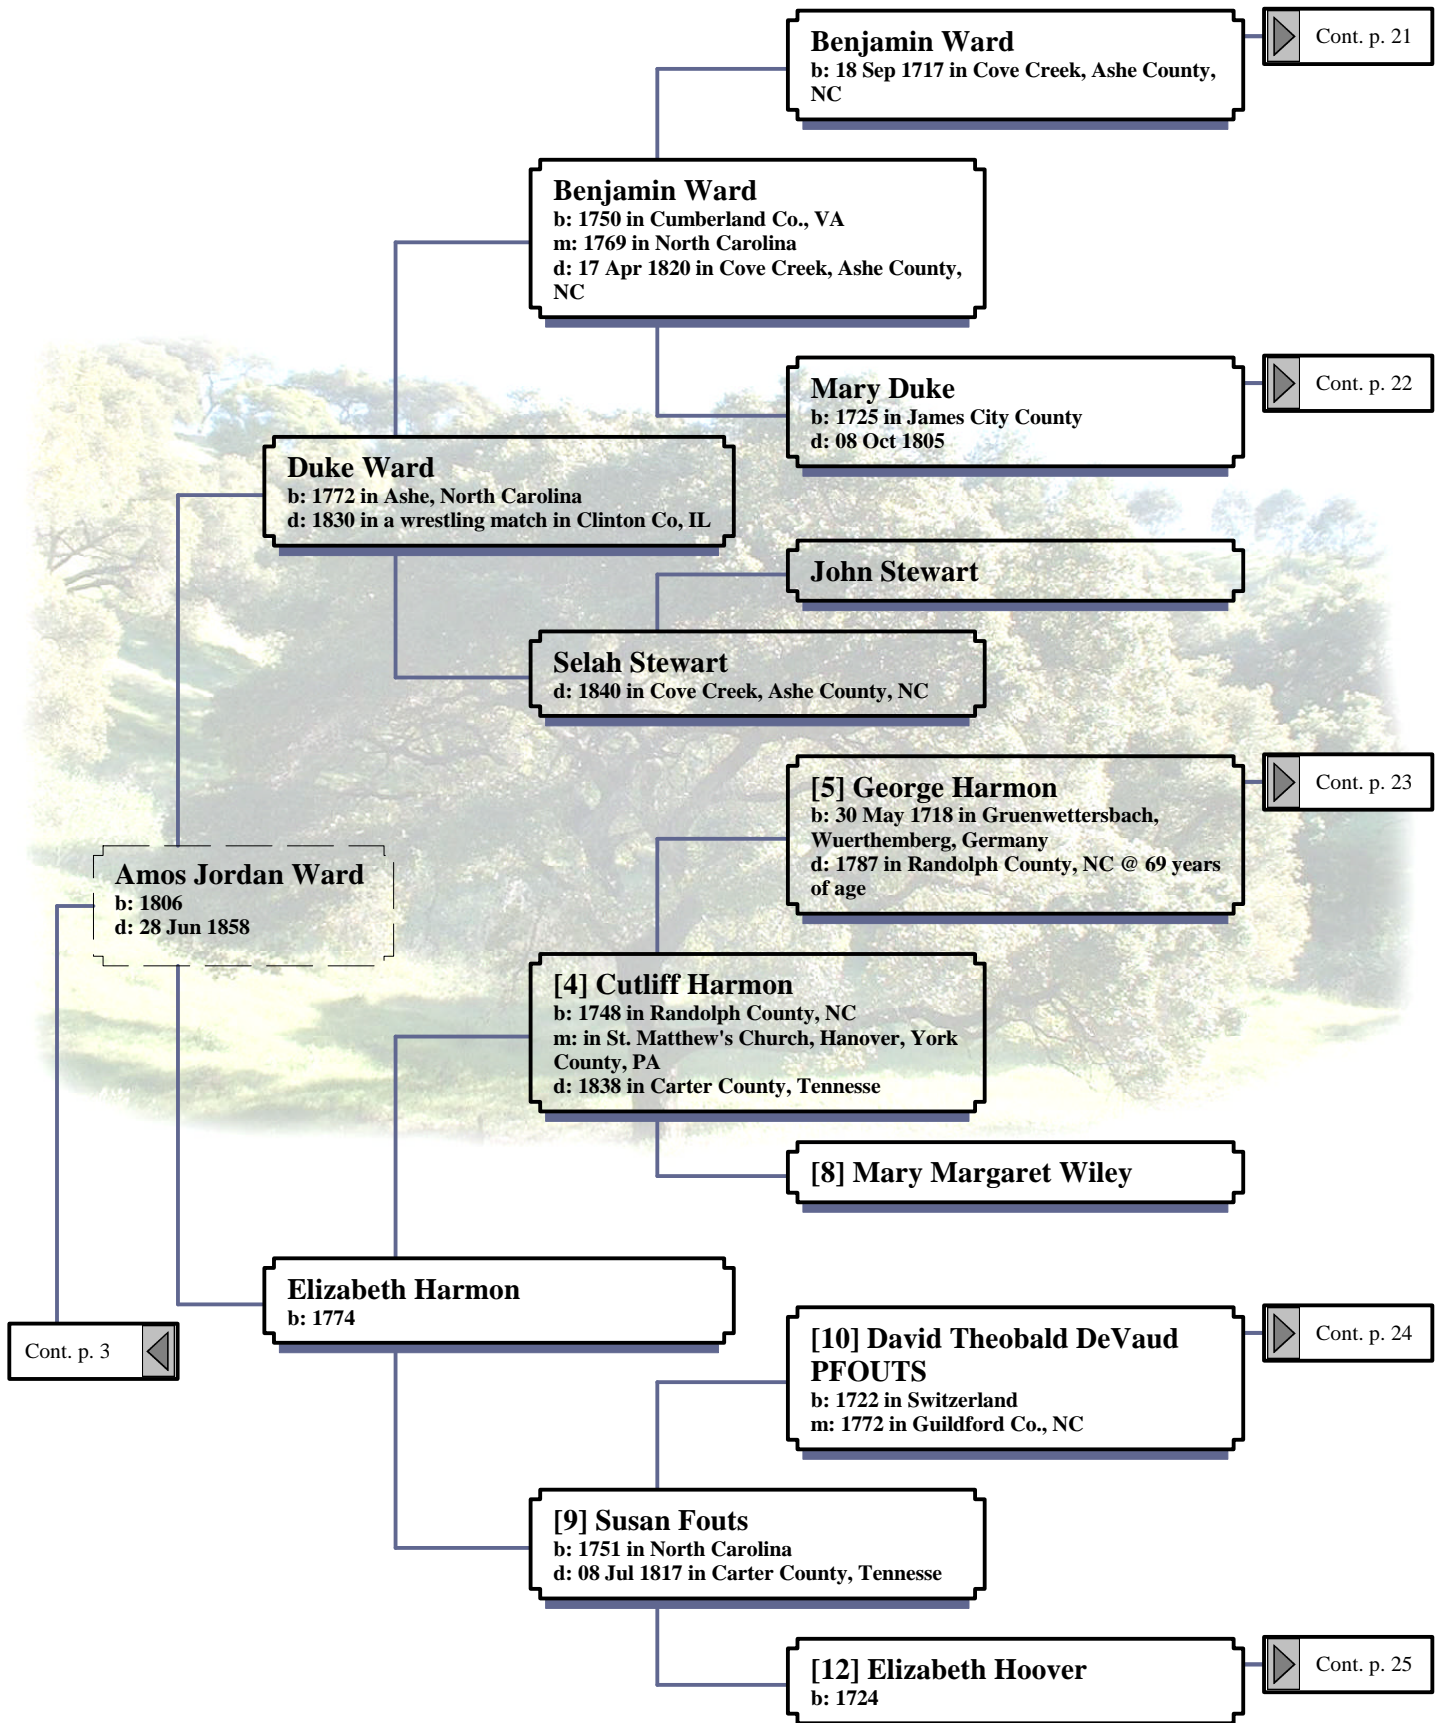 Benjamin Ward
b: 18 Sep 1717 in Cove Creek, Ashe County,
NC
Cont. p. 21
Benjamin Ward
b: 1750 in Cumberland Co., VA
m: 1769 in North Carolina
d: 17 Apr 1820 in Cove Creek, Ashe County,
NC
Mary Duke
b: 1725 in James City County
d: 08 Oct 1805
Cont. p. 22
Duke Ward
b: 1772 in Ashe, North Carolina
d: 1830 in a wrestling match in Clinton Co, IL
John Stewart
Selah Stewart
d: 1840 in Cove Creek, Ashe County, NC
[5] George Harmon
b: 30 May 1718 in Gruenwettersbach,
Wuerthemberg, Germany
d: 1787 in Randolph County, NC @ 69 years
of age
Cont. p. 23
Amos Jordan Ward
b: 1806
d: 28 Jun 1858
[4] Cutliff Harmon
b: 1748 in Randolph County, NC
m: in St. Matthew's Church, Hanover, York
County, PA
d: 1838 in Carter County, Tennesse
[8] Mary Margaret Wiley
Elizabeth Harmon
b: 1774
Cont. p. 3
[10] David Theobald DeVaud
PFOUTS
b: 1722 in Switzerland
m: 1772 in Guildford Co., NC
Cont. p. 24
[9] Susan Fouts
b: 1751 in North Carolina
d: 08 Jul 1817 in Carter County, Tennesse
[12] Elizabeth Hoover
b: 1724
Cont. p. 25